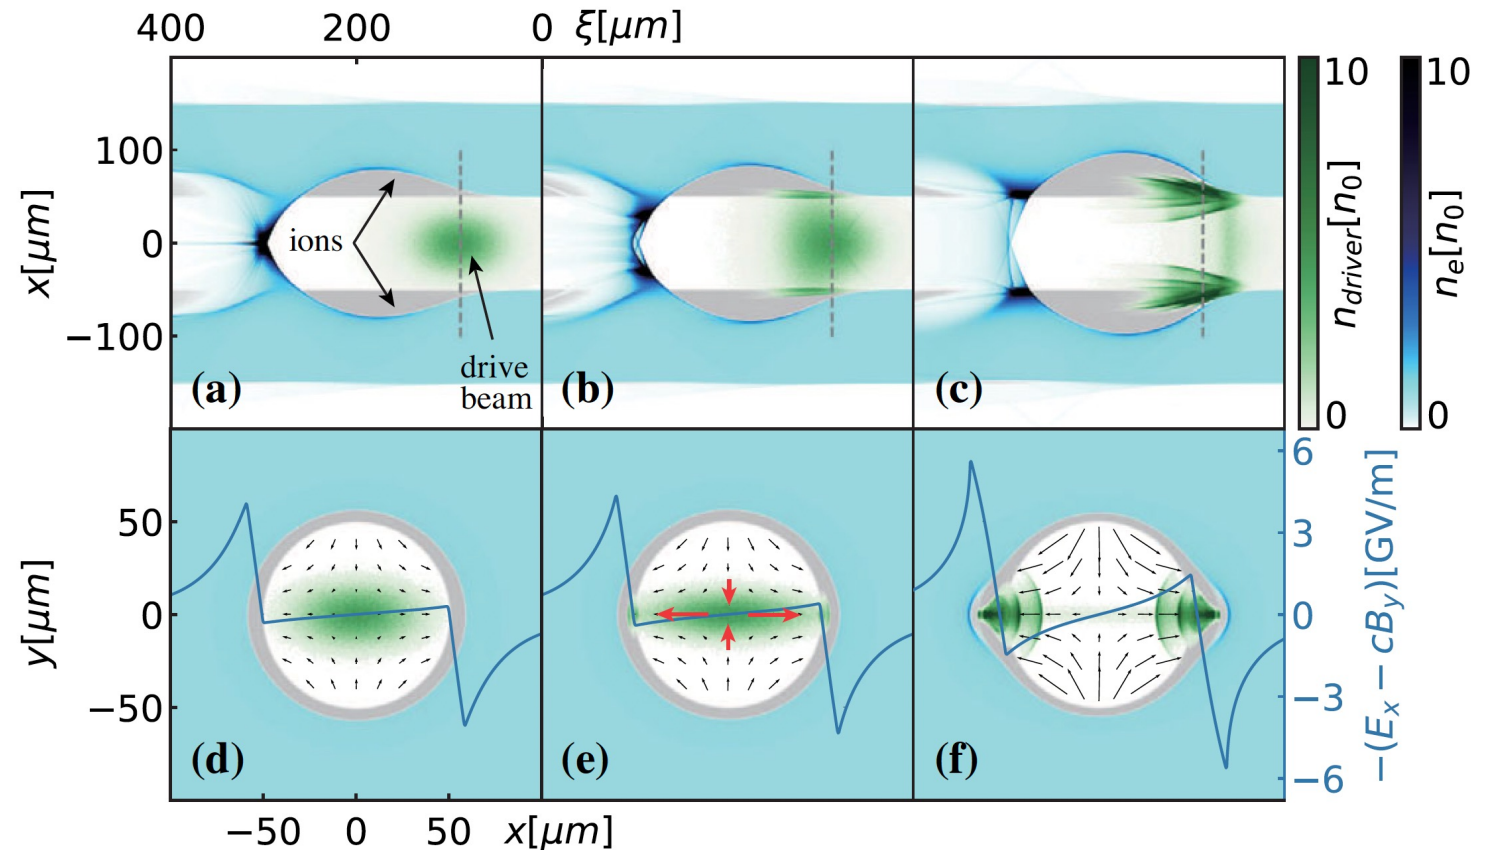 400 200 0 ξ[μm]
x[μm]
100
0
−100
ions
drive
beam
(a)
(b)
(c)
10
0
n_driver[n_0]
10
0
n_e[n_0]
y[μm]
50
0
−50
(d)
(e)
(f)
6
3
0
−3
−6
−(E_x − cB_y)[GV/m]
−50 0 50 x[μm]